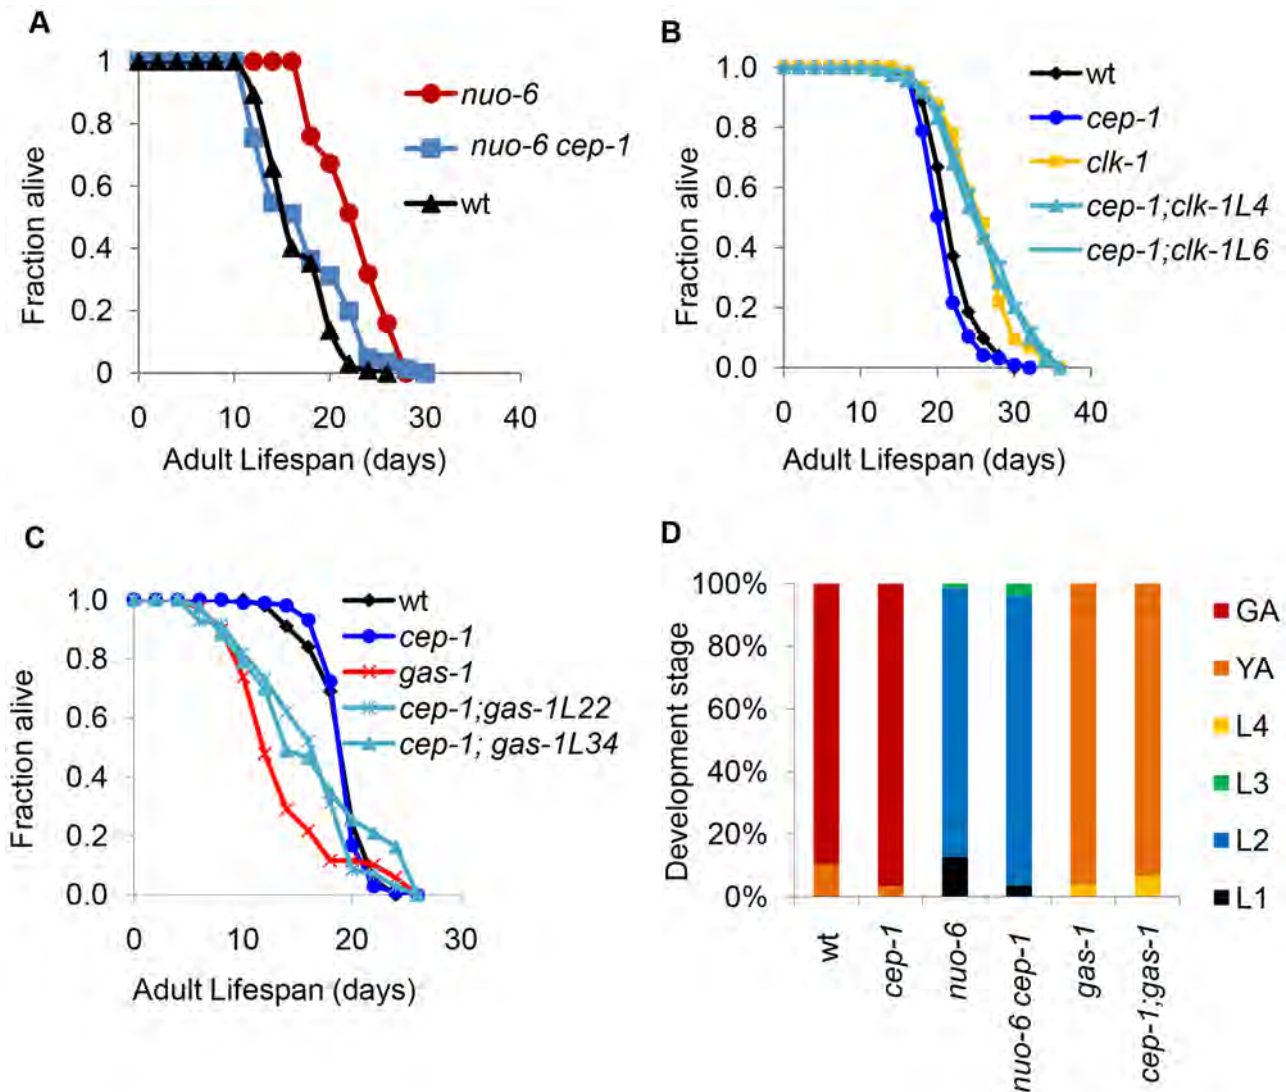 A
1
0.8
0.6
0.4
0.2
0
0 10 20 30 40
Fraction alive
Adult Lifespan (days)
nuo-6
nuo-6 cep-1
wt
B
1.0
0.8
0.6
0.4
0.2
0.0
0 10 20 30 40
Fraction alive
Adult Lifespan (days)
wt
cep-1
clk-1
cep-1;clk-1L4
cep-1;clk-1L6
C
1.0
0.8
0.6
0.4
0.2
0.0
0 10 20 30
Fraction alive
Adult Lifespan (days)
wt
cep-1
gas-1
cep-1;gas-1L22
cep-1; gas-1L34
D
100%
80%
60%
40%
20%
0%
Development stage
wt
cep-1
nuo-6
nuo-6 cep-1
gas-1
cep-1;gas-1
GA
YA
L4
L3
L2
L1